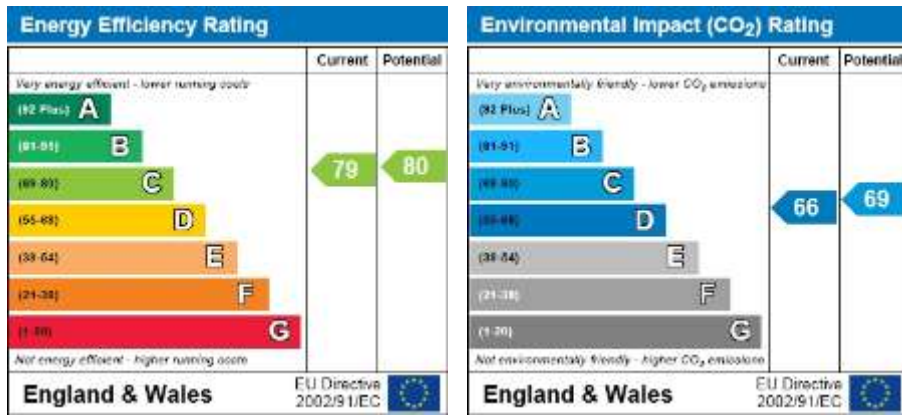 Energy Efficiency Rating
Current Potential
Very energy efficient - lower running costs
(92 Plus) A
(81-91) B
(69-80) C
(55-68) D
(39-54) E
(21-38) F
(1-20) G
79
80
Not energy efficient - higher running costs
England & Wales
EU Directive
2002/91/EC
Environmental Impact (CO₂) Rating
Current Potential
Very environmentally friendly - lower CO₂ emissions
(92 Plus) A
(81-91) B
(69-80) C
(55-68) D
(39-54) E
(21-38) F
(1-20) G
66
69
Not environmentally friendly - higher CO₂ emissions
England & Wales
EU Directive
2002/91/EC